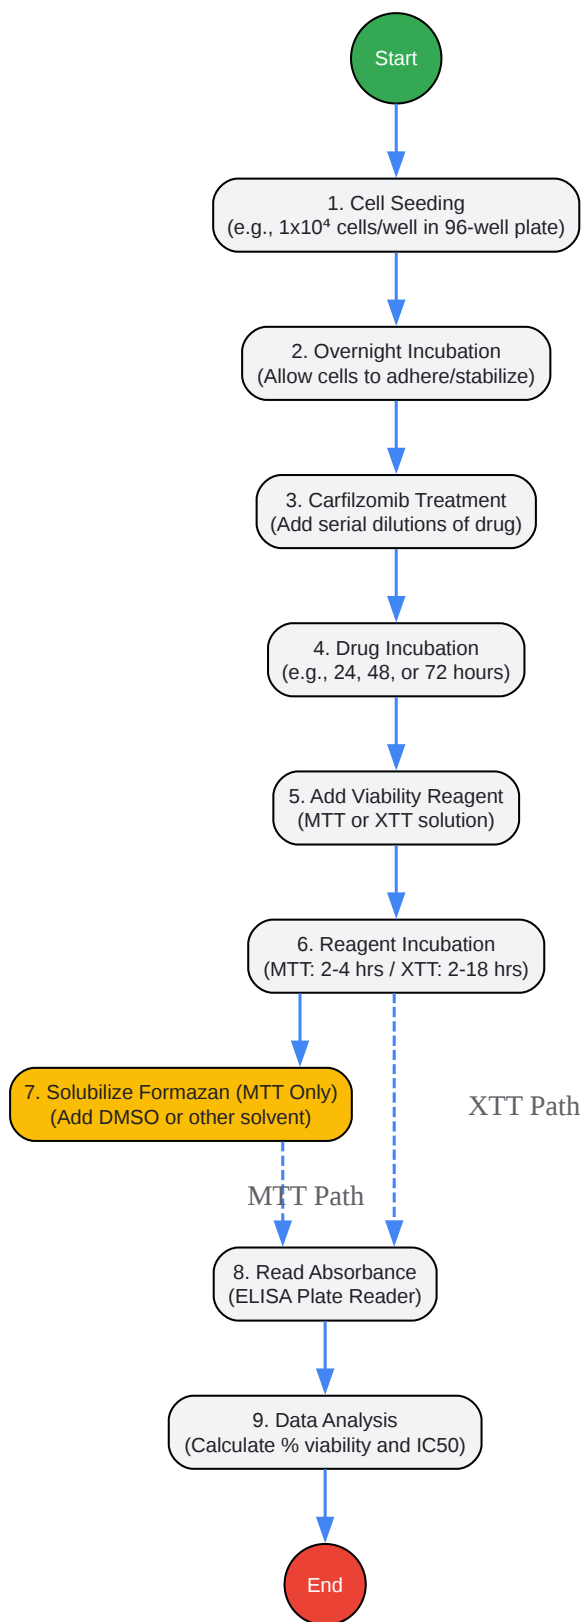 Start
1. Cell Seeding
(e.g., 1x10⁴ cells/well in 96-well plate)
2. Overnight Incubation
(Allow cells to adhere/stabilize)
3. Carfilzomib Treatment
(Add serial dilutions of drug)
4. Drug Incubation
(e.g., 24, 48, or 72 hours)
5. Add Viability Reagent
(MTT or XTT solution)
6. Reagent Incubation
(MTT: 2-4 hrs / XTT: 2-18 hrs)
7. Solubilize Formazan (MTT Only)
(Add DMSO or other solvent)
XTT Path
MTT Path
8. Read Absorbance
(ELISA Plate Reader)
9. Data Analysis
(Calculate % viability and IC50)
End